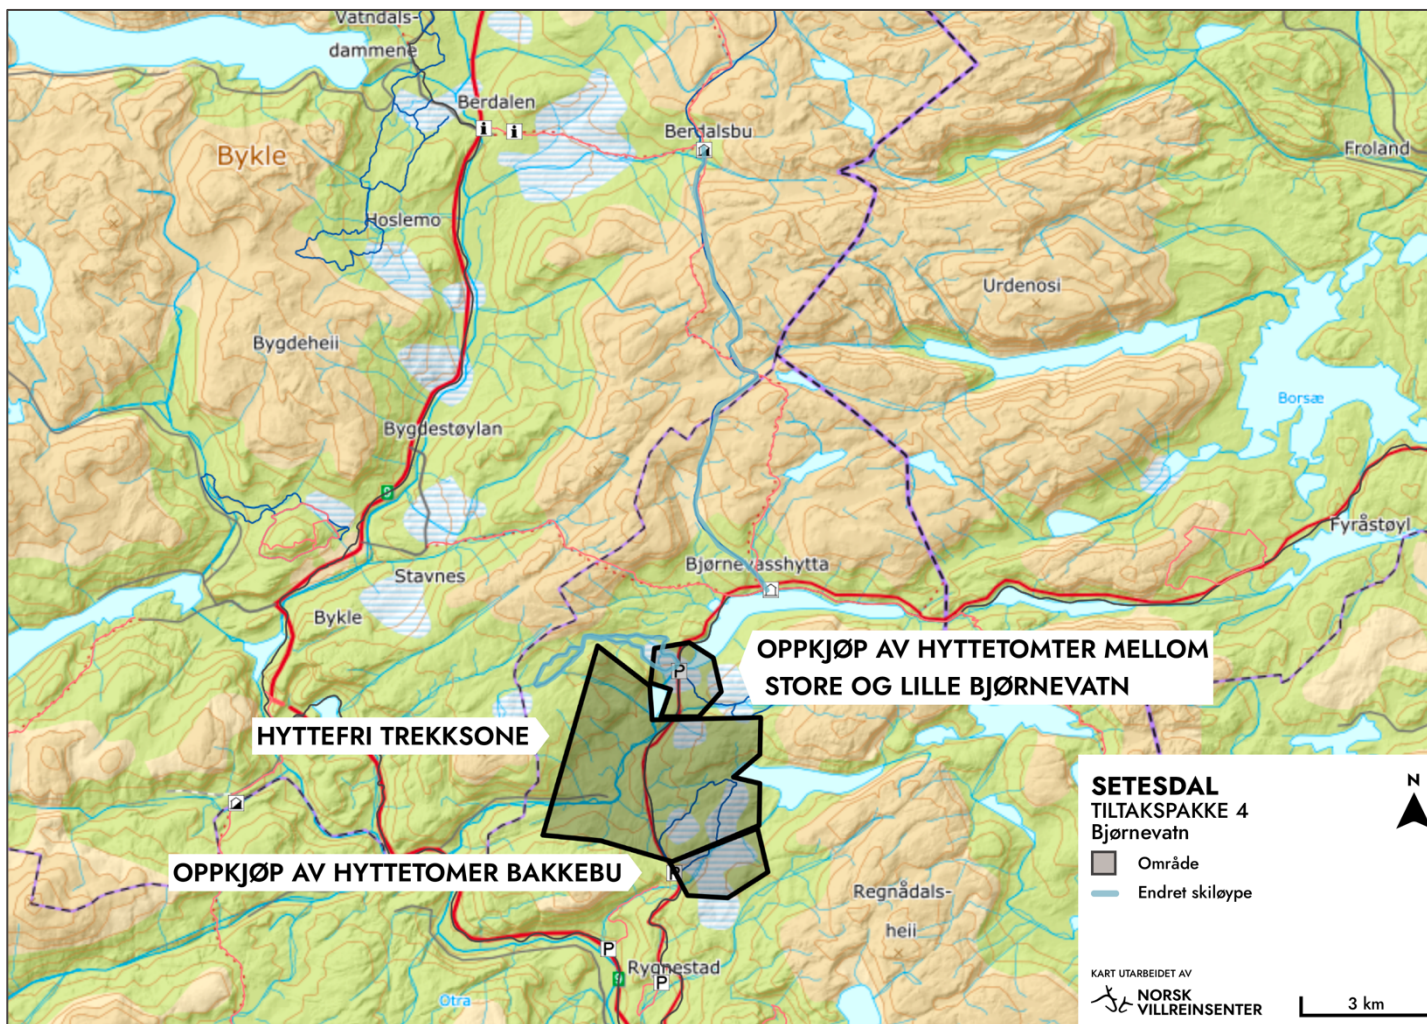 Vatndals-
dammene
Berdalen
Berdalsbu
Froland
Bykle
Hoslemo
Urdenosi
Bygdeheii
Borsæ
Bygdestøylan
9
Fyråstøyl
Bjørnevasshytta
Stavnes
Bykle
OPPKJØP AV HYTTETOMTER MELLOM
STORE OG LILLE BJØRNEVATN
P
HYTTEFRI TREKKSONE
OPPKJØP AV HYTTETOMER BAKKEBU
P
Regnådals-
heii
P
Rygnestad
9
P
Otra
SETESDAL
TILTAKSPAKKE 4
Bjørnevatn
N
Område
Endret skiløype
KART UTARBEIDET AV
NORSK
VILLREINSENTER
3 km